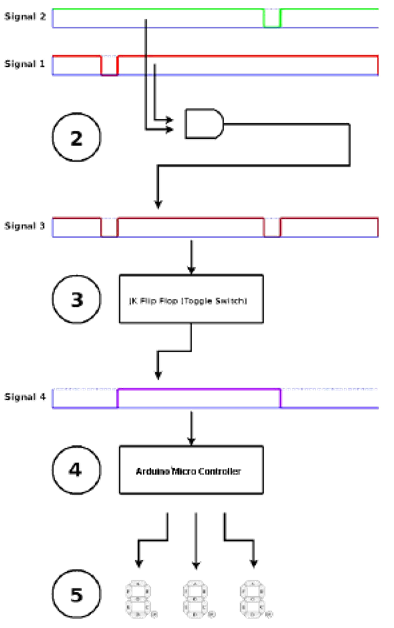 Signal 2
Signal 1
2
Signal 3
3
JK Flip Flop (Toggle Switch)
Signal 4
4
Arduino Micro Controller
5